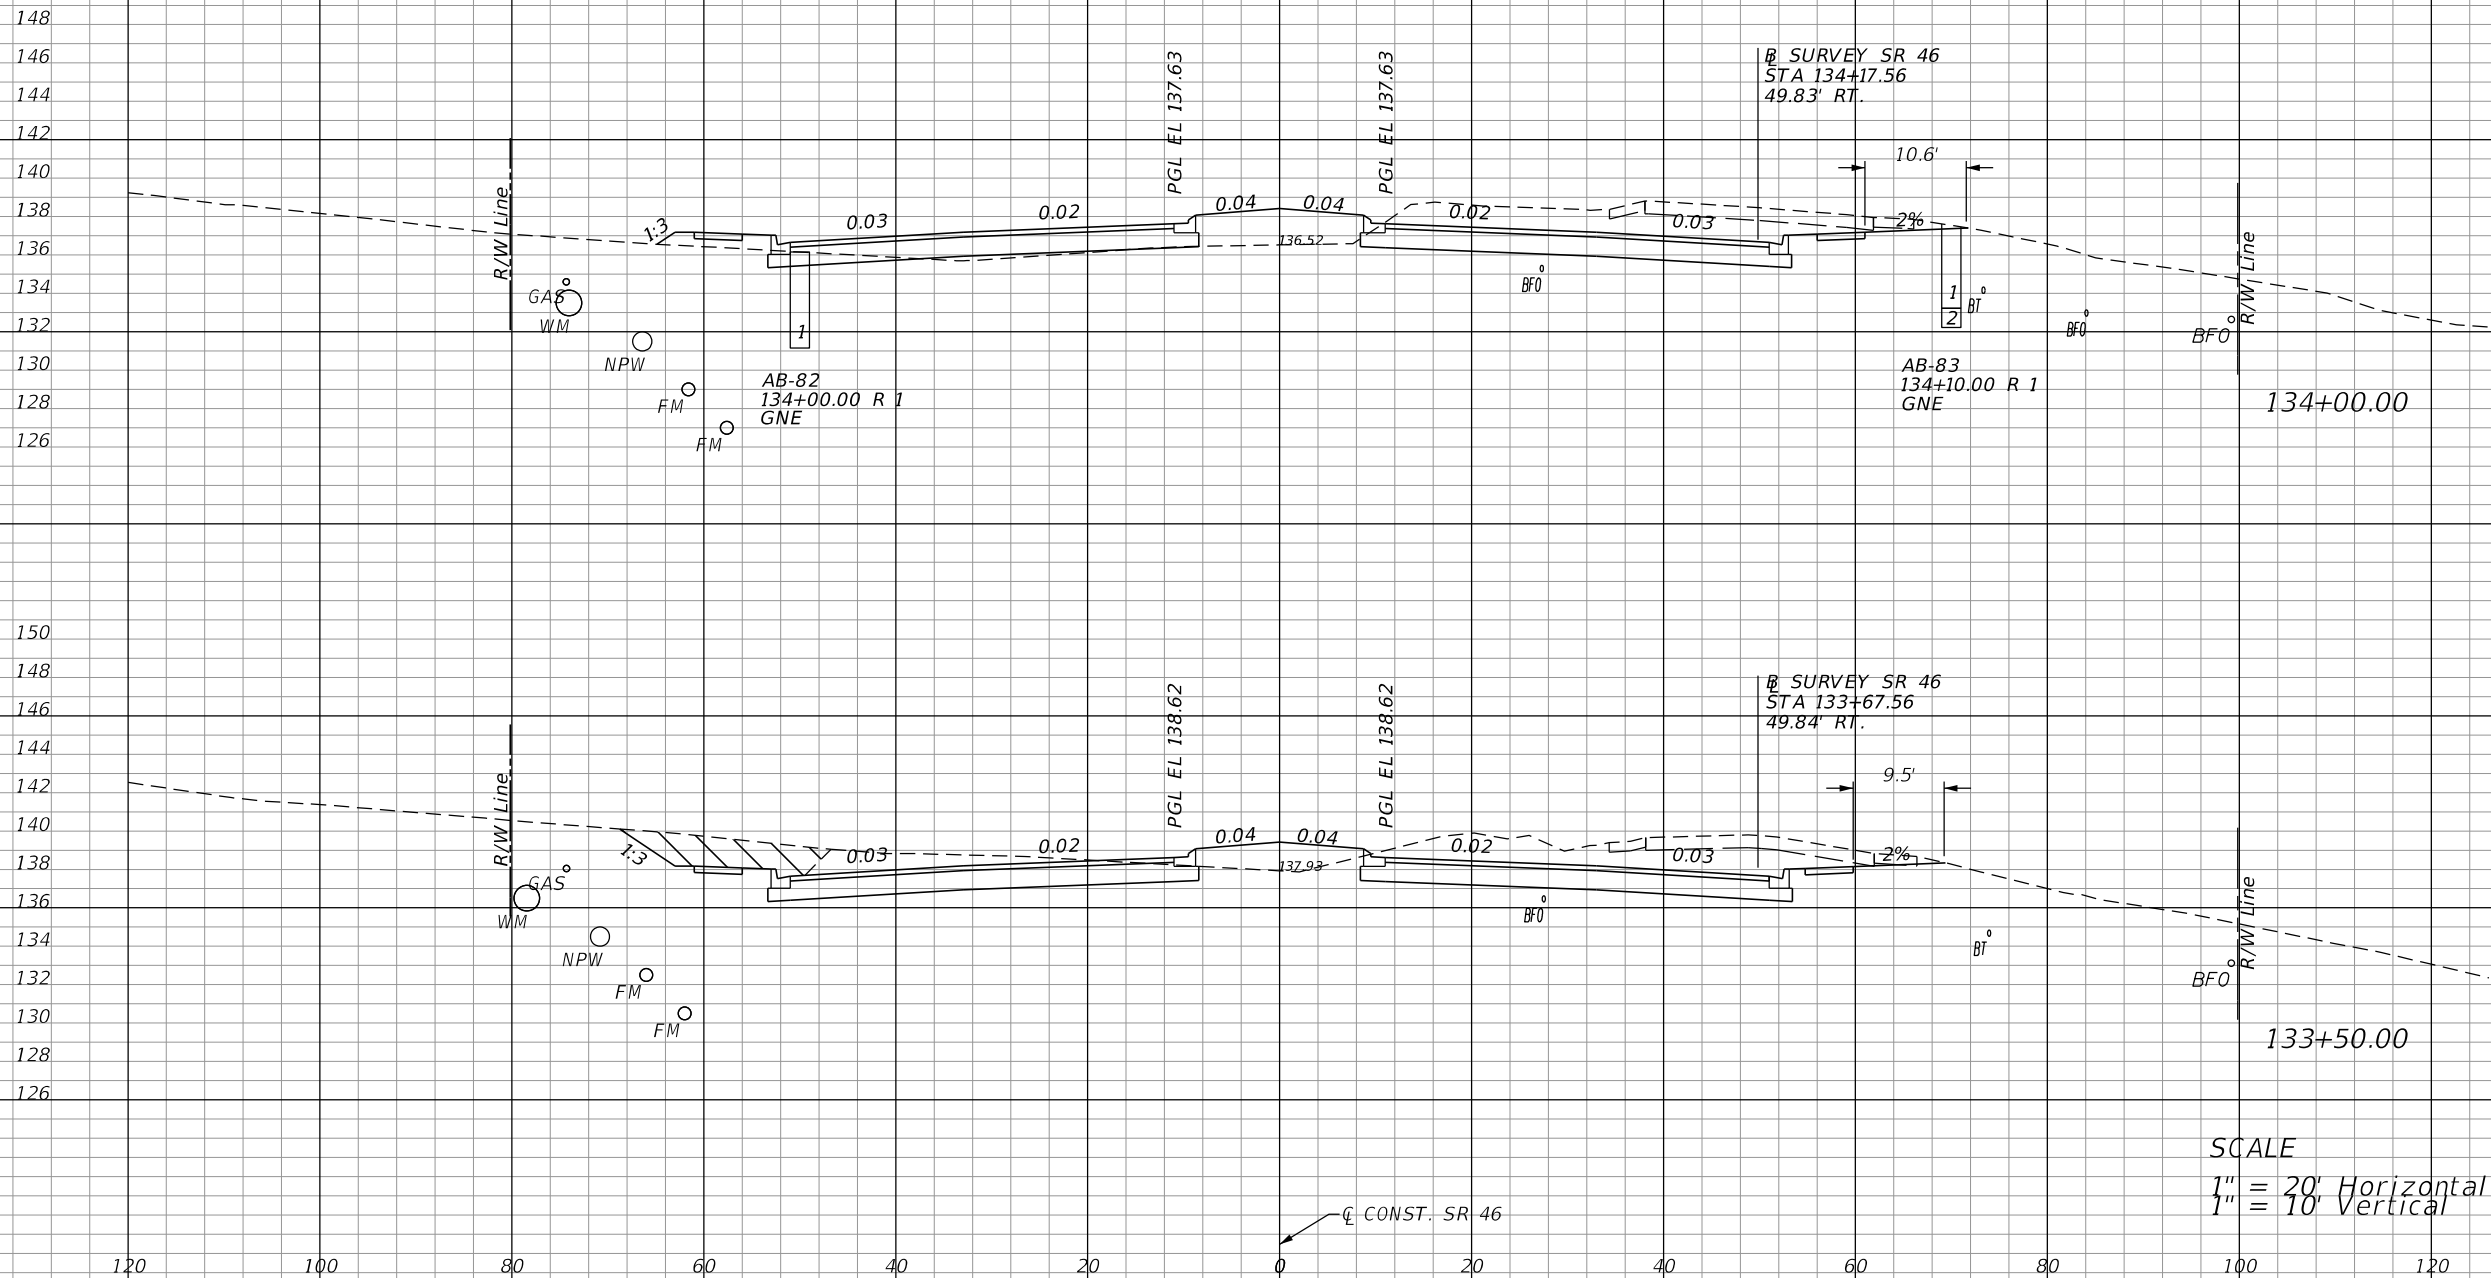 148
146
144
142
140
138
136
134
132
130
128
126
PGL EL 137.63
PGL EL 137.63
℄ SURVEY SR 46
STA 134+17.56
49.83' RT.
10.6'
R/W Line
1:3
0.03
0.02
0.04
0.04
0.02
0.03
2%
136.52
R/W Line
GAS
WM
NPW
FM
FM
1
AB-82
134+00.00 R 1
GNE
BFO
1
2
BT
BFO
BFO
AB-83
134+10.00 R 1
GNE
134+00.00
150
148
146
144
142
140
138
136
134
132
130
128
126
PGL EL 138.62
PGL EL 138.62
℄ SURVEY SR 46
STA 133+67.56
49.84' RT.
9.5'
R/W Line
1:3
0.03
0.02
0.04
0.04
0.02
0.03
2%
137.93
R/W Line
GAS
WM
NPW
FM
FM
BFO
BT
BFO
133+50.00
SCALE
1" = 20' Horizontal
1" = 10' Vertical
℄ CONST. SR 46
120 100 80 60 40 20 0 20 40 60 80 100 120